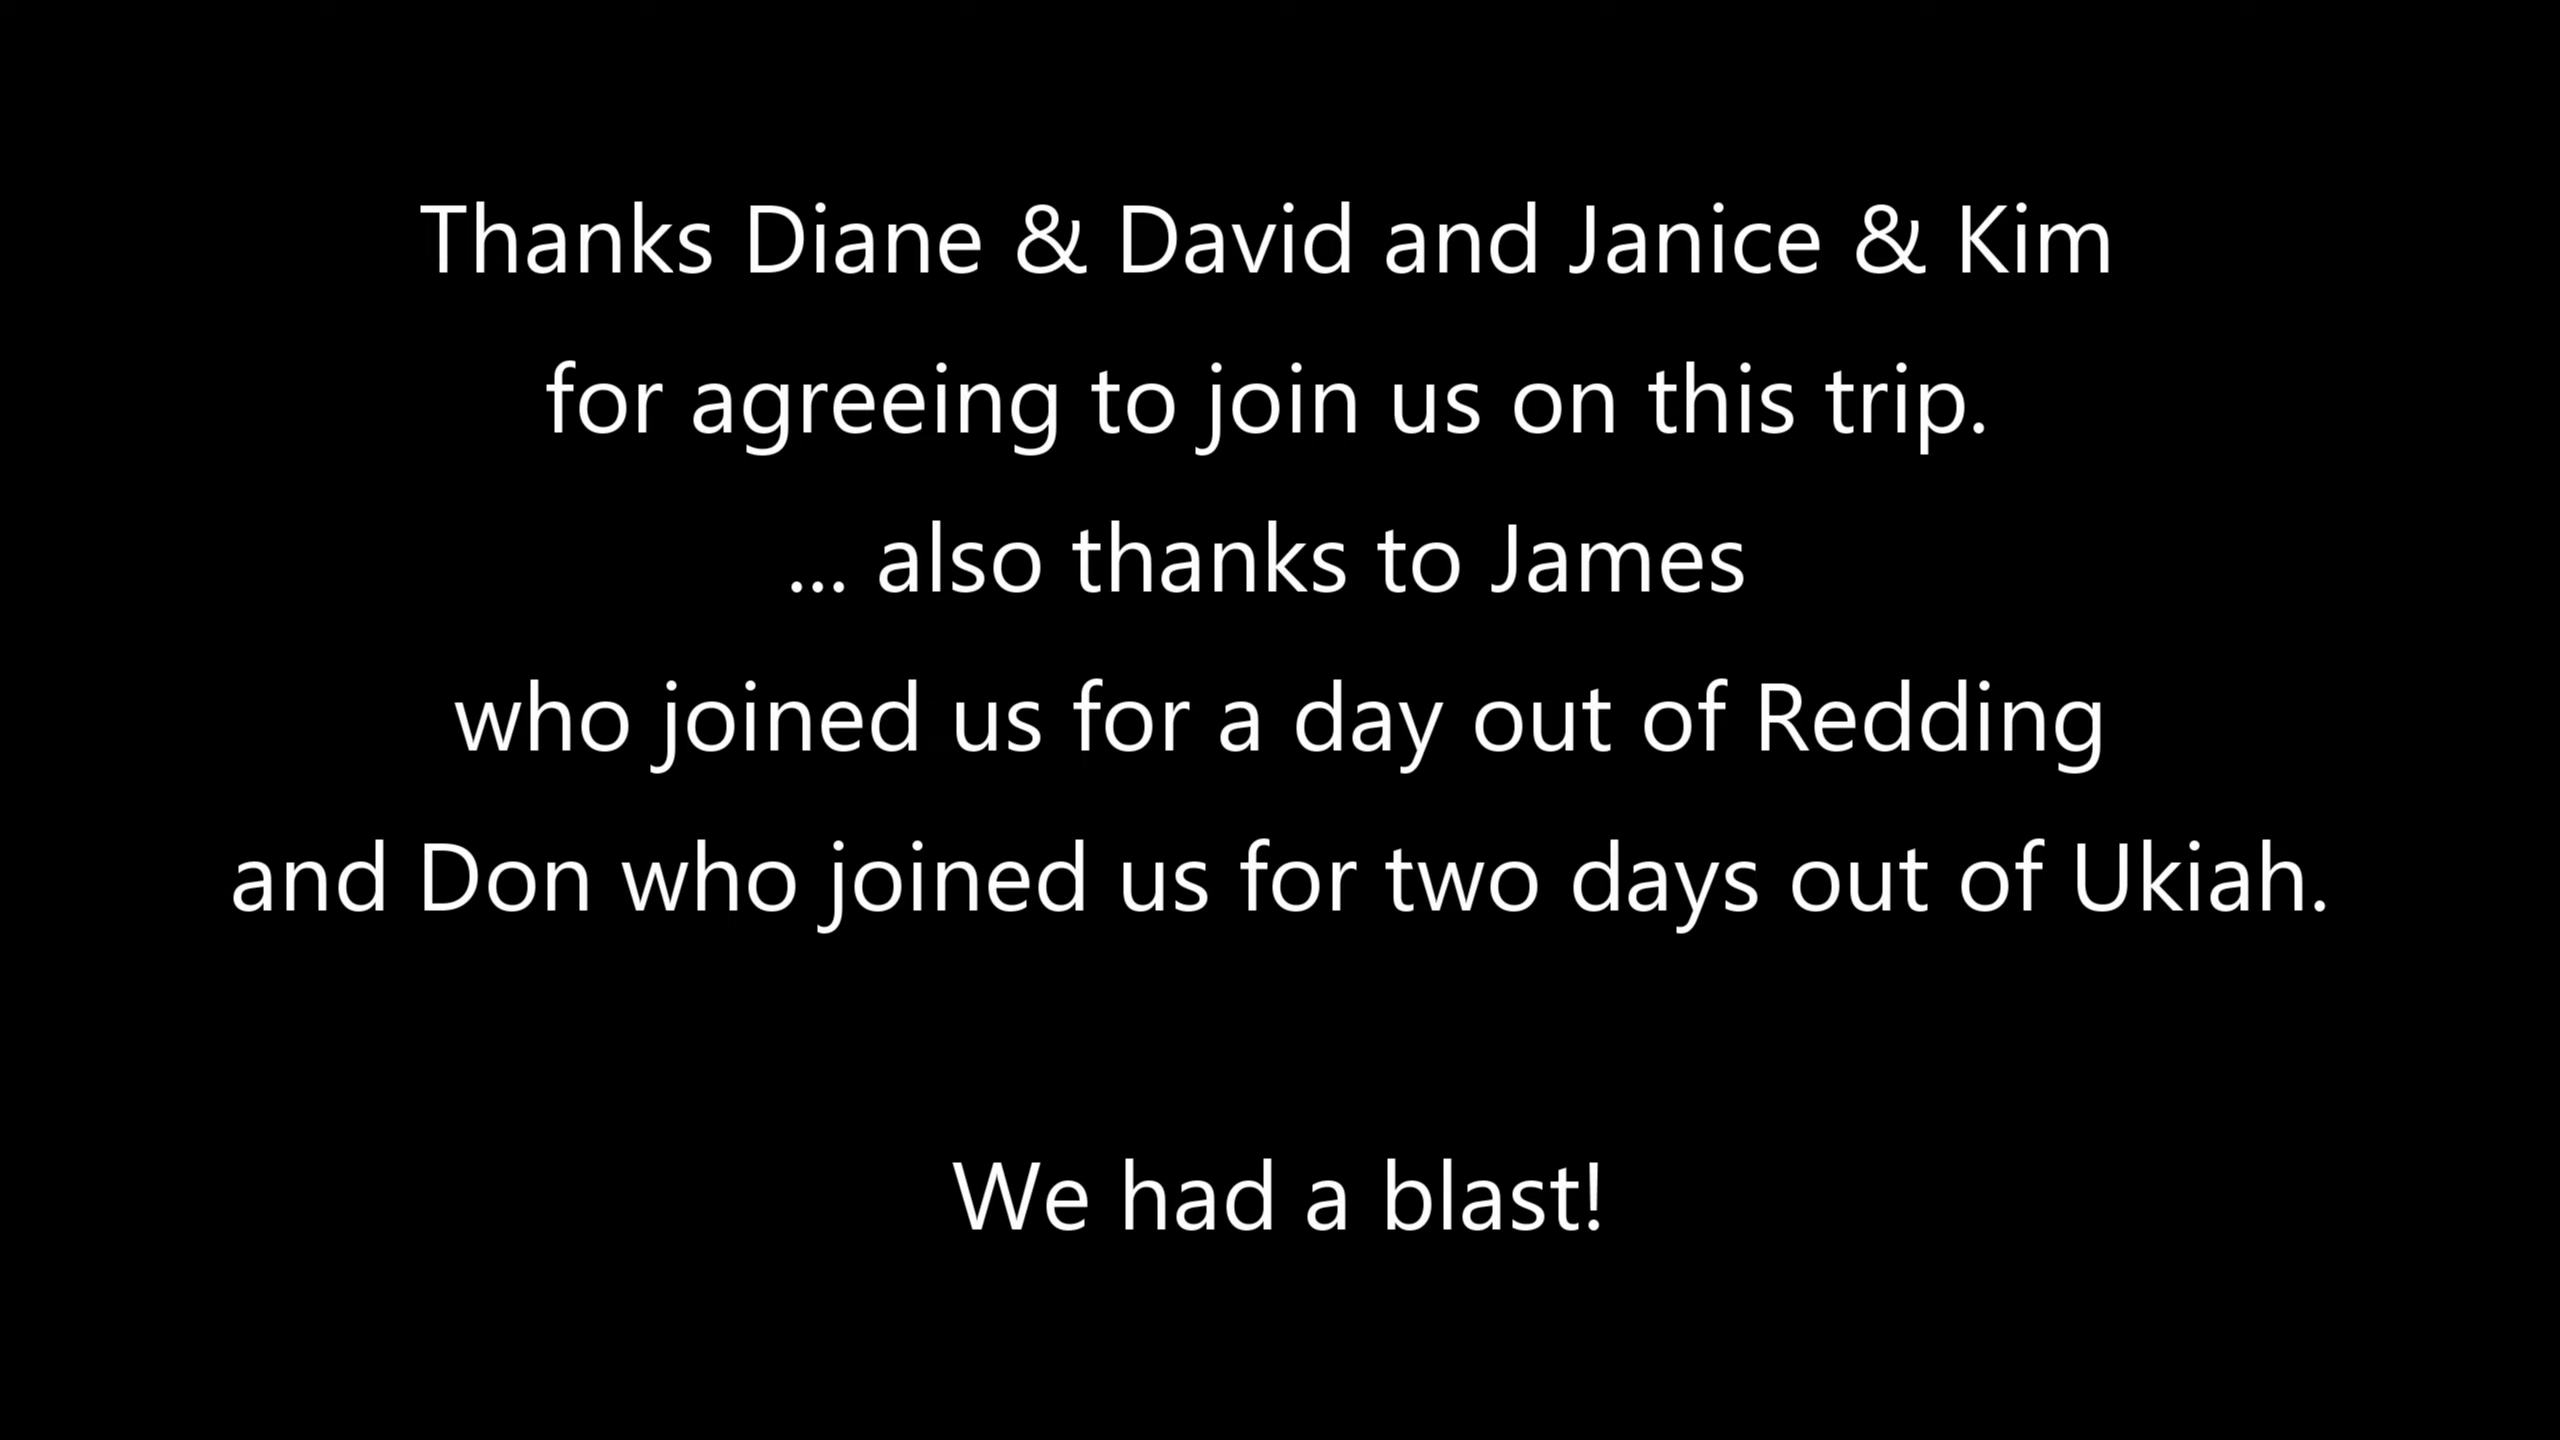 Thanks Diane & David and Janice & Kim
for agreeing to join us on this trip.
... also thanks to James
who joined us for a day out of Redding
and Don who joined us for two days out of Ukiah.
We had a blast!